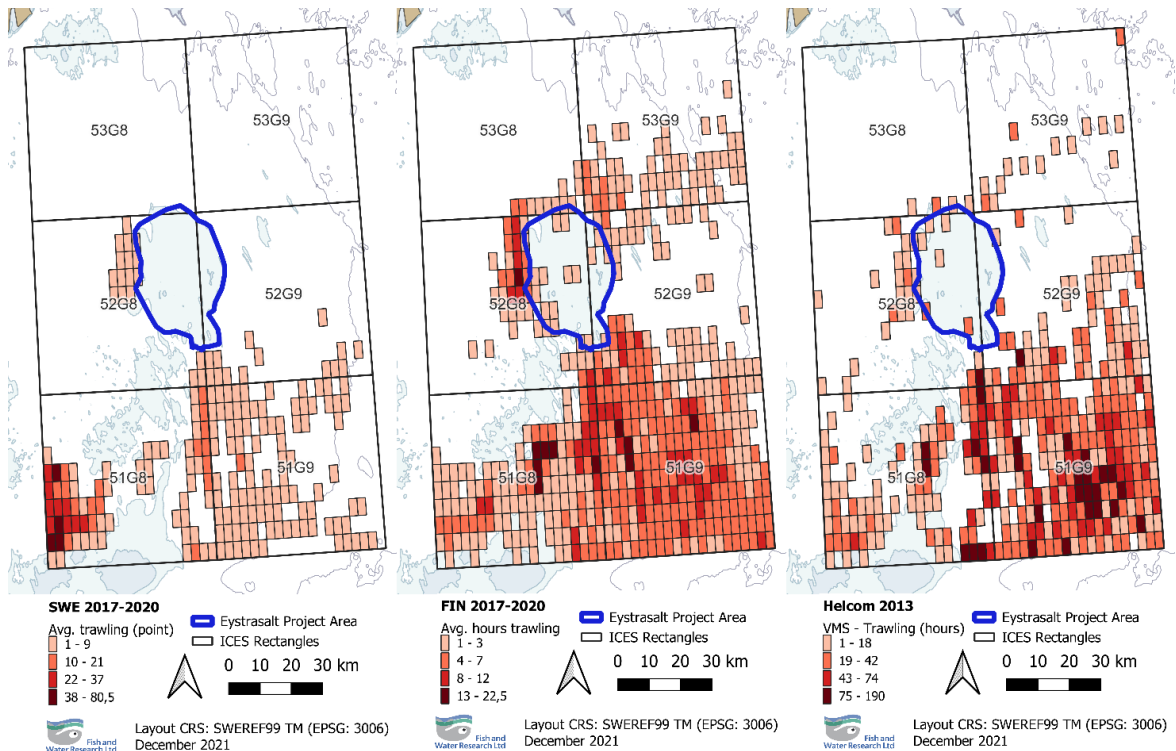 53G8
53G9
52G8
52G9
51G8
51G9
SWE 2017-2020
Avg. trawling (point)
1 - 9
10 - 21
22 - 37
38 - 80,5
Eystrasalt Project Area
ICES Rectangles
0 10 20 30 km
Fish and
Water Research Ltd
Layout CRS: SWEREF99 TM (EPSG: 3006)
December 2021
53G8
53G9
52G8
52G9
51G8
51G9
FIN 2017-2020
Avg. hours trawling
1 - 3
4 - 7
8 - 12
13 - 22,5
Eystrasalt Project Area
ICES Rectangles
0 10 20 30 km
Fish and
Water Research Ltd
Layout CRS: SWEREF99 TM (EPSG: 3006)
December 2021
53G8
53G9
52G8
52G9
51G8
51G9
Helcom 2013
VMS - Trawling (hours)
1 - 18
19 - 42
43 - 74
75 - 190
Eystrasalt Project Area
ICES Rectangles
0 10 20 30 km
Fish and
Water Research Ltd
Layout CRS: SWEREF99 TM (EPSG: 3006)
December 2021